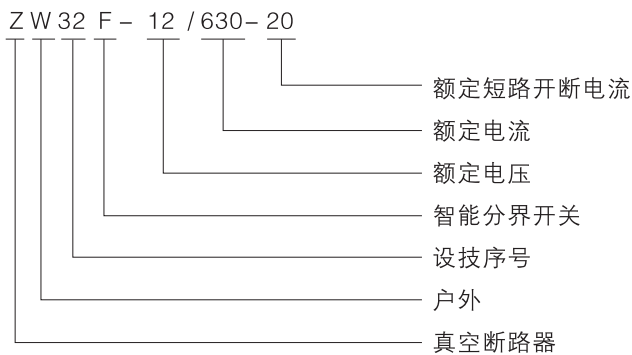 ZW32F-12/630-20
额定短路开断电流
额定电流
额定电压
智能分界开关
设技序号
户外
真空断路器